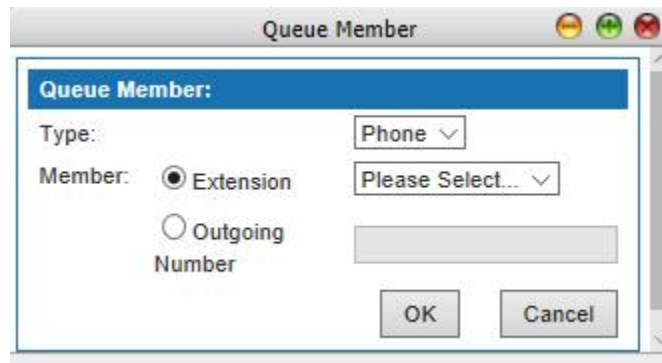 Queue Member
Queue Member:
Type: Phone
Member: Extension Please Select...
Outgoing
Number
OK Cancel